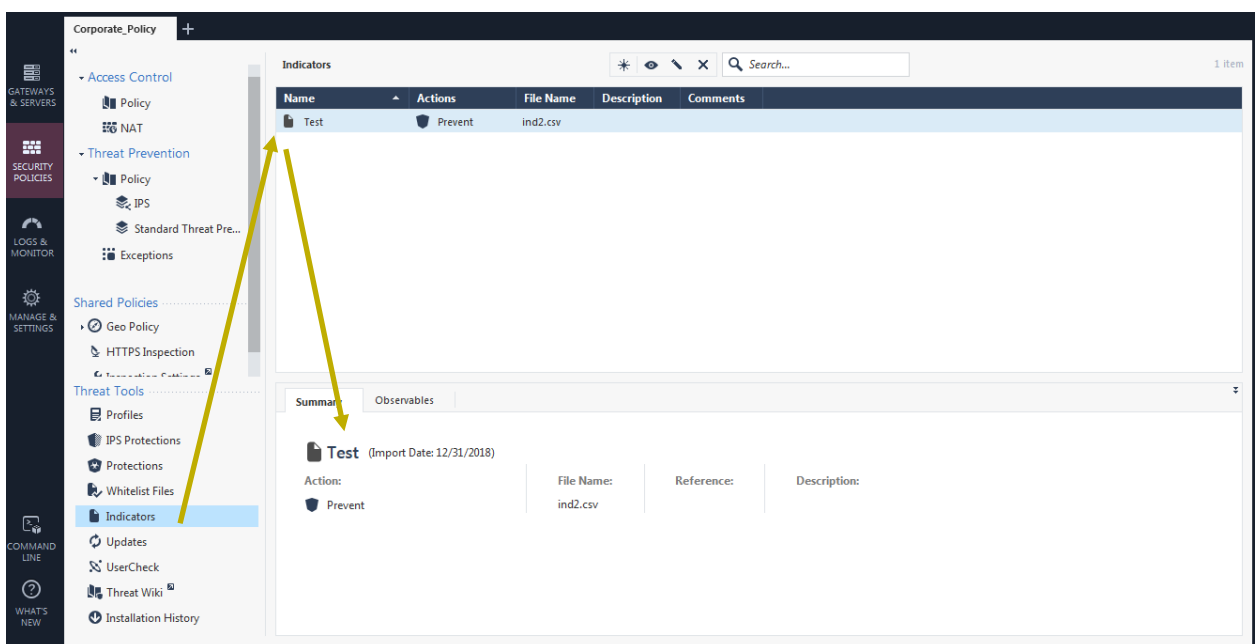 Corporate_Policy
GATEWAYS
& SERVERS
SECURITY
POLICIES
LOGS &
MONITOR
MANAGE &
SETTINGS
COMMAND
LINE
WHAT'S
NEW
Access Control
Policy
NAT
Threat Prevention
Policy
IPS
Standard Threat Pre...
Exceptions
Shared Policies
Geo Policy
HTTPS Inspection
Inspection Settings
Threat Tools
Profiles
IPS Protections
Protections
Whitelist Files
Indicators
Updates
UserCheck
Threat Wiki
Installation History
Indicators Search... 1 item
Name Actions File Name Description Comments
Test Prevent ind2.csv
Summary Observables
Test (Import Date: 12/31/2018)
Action: File Name: Reference: Description:
Prevent ind2.csv